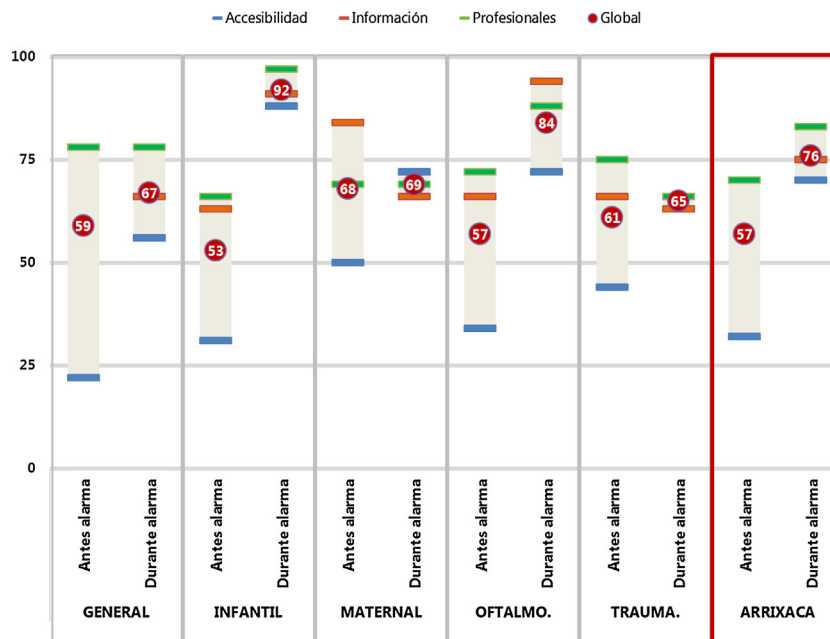 Accesibilidad Información Profesionales Global
100
75
50
25
0
59
67
53
92
68
69
57
84
61
65
57
76
Antes alarma
Durante alarma
Antes alarma
Durante alarma
Antes alarma
Durante alarma
Antes alarma
Durante alarma
Antes alarma
Durante alarma
Antes alarma
Durante alarma
GENERAL INFANTIL MATERNAL OFTALMO. TRAUMA. ARRIXACA